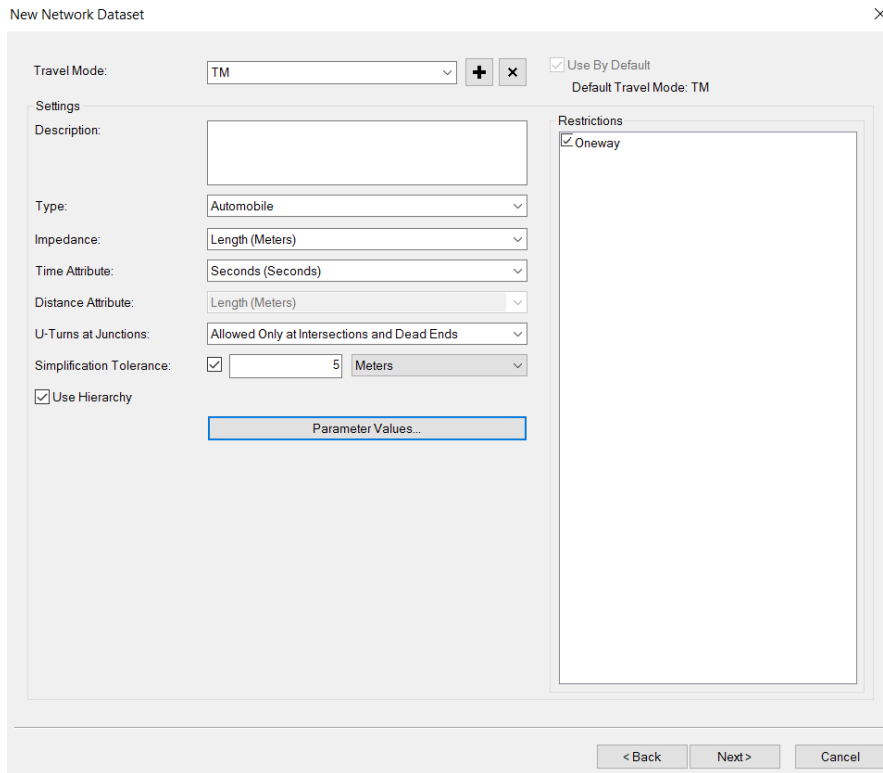 New Network Dataset
Travel Mode:
TM
Use By Default
Default Travel Mode: TM
Settings
Description:
Type:
Automobile
Impedance:
Length (Meters)
Time Attribute:
Seconds (Seconds)
Distance Attribute:
Length (Meters)
U-Turns at Junctions:
Allowed Only at Intersections and Dead Ends
Simplification Tolerance:
5
Meters
Use Hierarchy
Parameter Values...
Restrictions
Oneway
< Back
Next >
Cancel